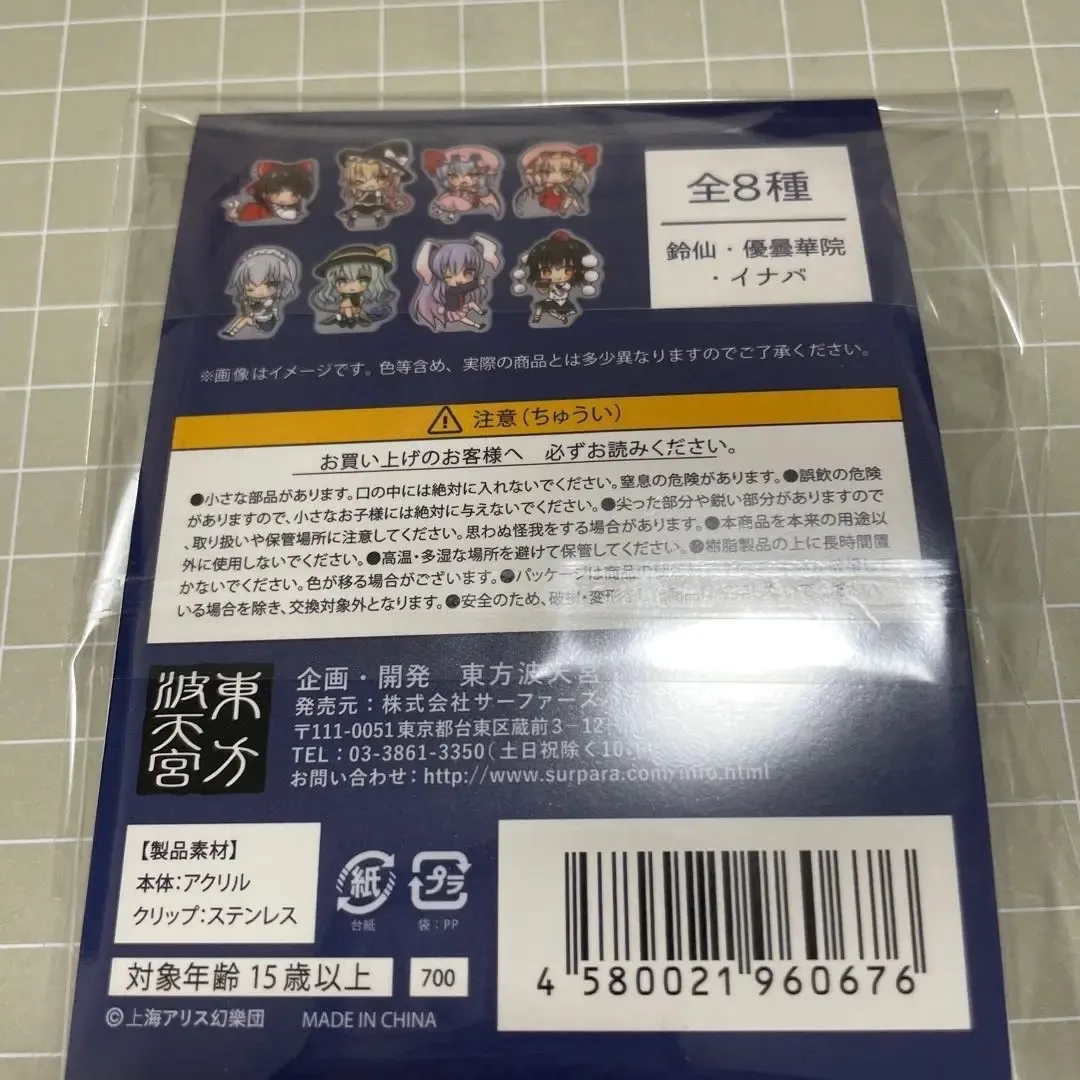 全8種
鈴仙・優曇華院
・イナバ
※画像はイメージです。色等含め、実際の商品とは多少異なりますのでご了承ください。
注意(ちゅうい)
お買い上げのお客様へ 必ずお読みください。
●小さな部品があります。口の中には絶対に入れないでください。窒息の危険があります。●誤飲の危険
がありますので、小さなお子様には絶対に与えないでください。●尖った部分や鋭い部分がありますので
、取り扱いや保管場所に注意してください。思わぬ怪我をする場合があります。●本商品を本来の用途以
外に使用しないでください。●高温・多湿な場所を避けて保管してください。●樹脂製品の上に長時間置
かないでください。色が移る場合がございます。●パッケージは商品の
いる場合を除き、交換対象外となります。●安全のため、破損・変形
東方
波天宮
企画・開発 東方波天宮
発売元:株式会社サーファーズ
〒111-0051 東京都台東区蔵前3-12-
TEL:03-3861-3350(土日祝除く10
お問い合わせ:http://www.surpara.com/info.html
【製品素材】
本体:アクリル
クリップ:ステンレス
紙
台紙
プラ
袋:PP
対象年齢 15歳以上
700
©上海アリス幻樂団 MADE IN CHINA
4 580021 960676